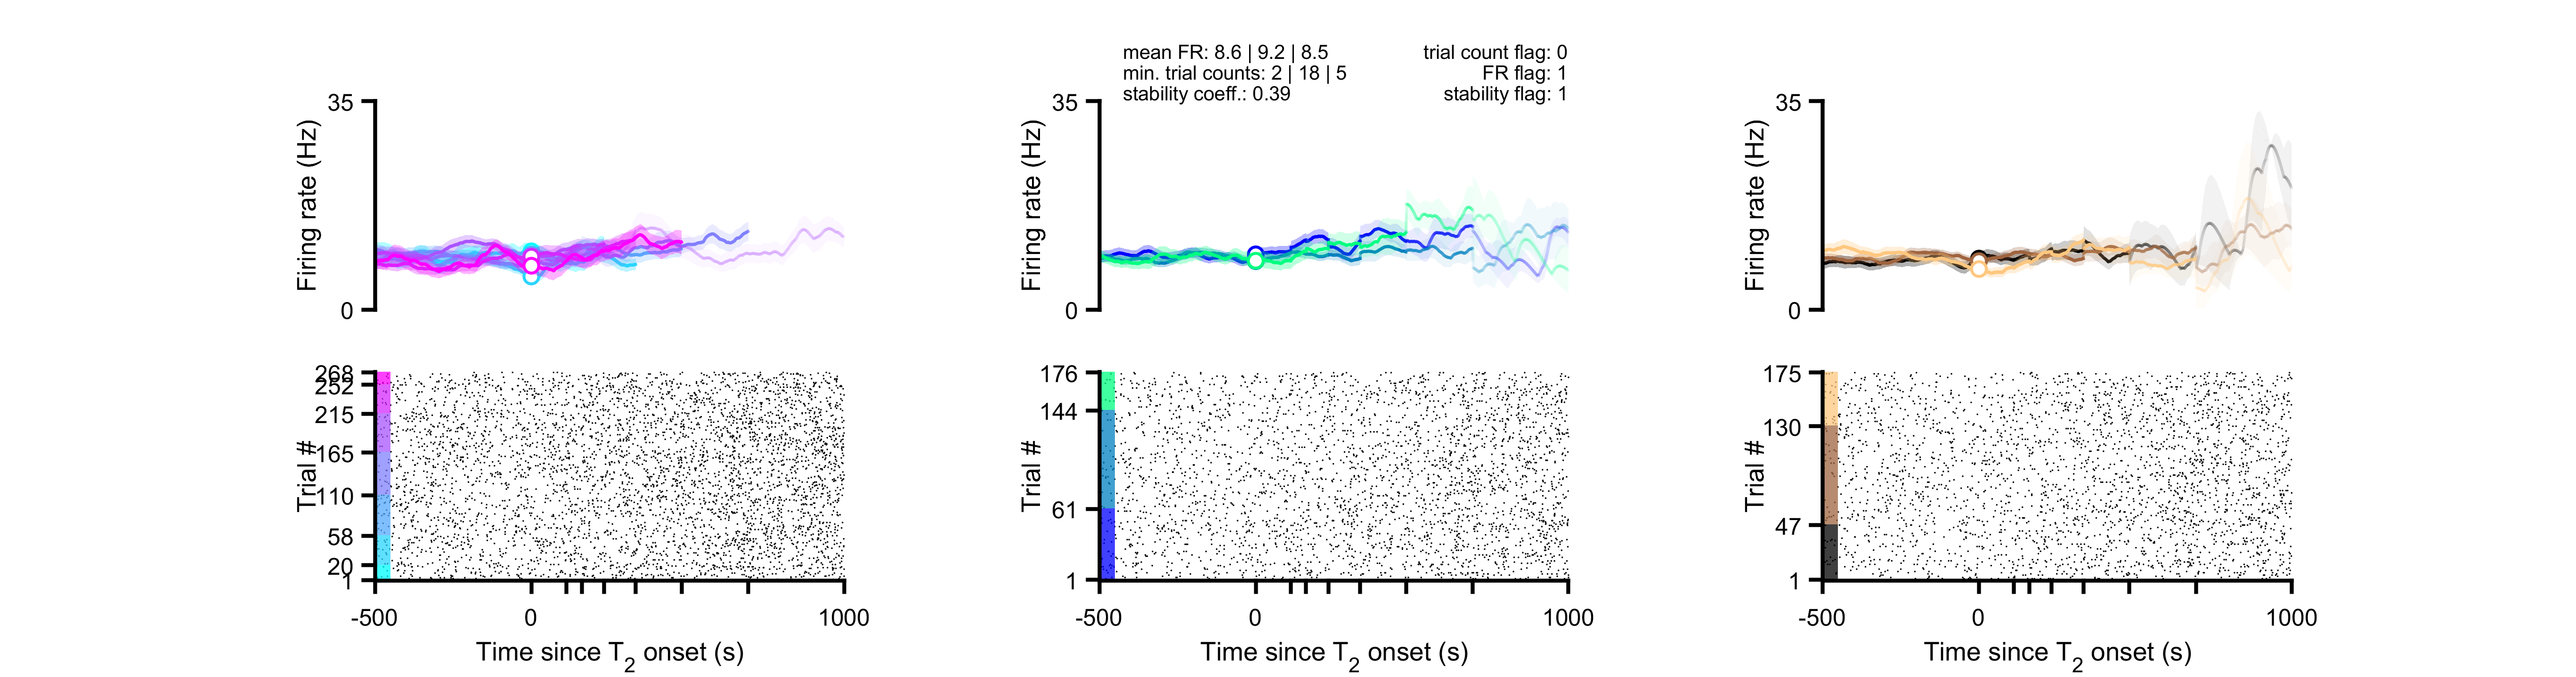 mean FR: 8.6 | 9.2 | 8.5
min. trial counts: 2 | 18 | 5
stability coeff.: 0.39
trial count flag: 0
FR flag: 1
stability flag: 1
35
Firing rate (Hz)
0
35
Firing rate (Hz)
0
35
Firing rate (Hz)
0
268
252
215
165
110
58
20
1
Trial #
-500
0
1000
Time since T2 onset (s)
176
144
61
1
Trial #
-500
0
1000
Time since T2 onset (s)
175
130
47
1
Trial #
-500
0
1000
Time since T2 onset (s)